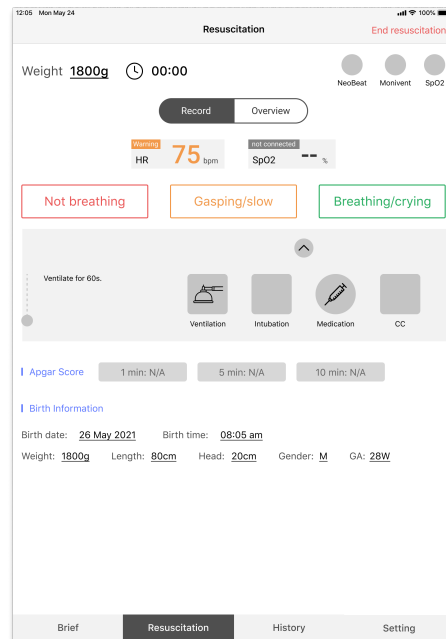 12:05 Mon May 24 100%
Resuscitation End resuscitation
Weight 1800g 00:00
NeoBeat Monivent SpO2
Record Overview
Warning not connected
HR 75 bpm SpO2 -- %
Not breathing Gasping/slow Breathing/crying
Ventilate for 60s.
Ventilation Intubation Medication CC
Apgar Score 1 min: N/A 5 min: N/A 10 min: N/A
Birth Information
Birth date: 26 May 2021 Birth time: 08:05 am
Weight: 1800g Length: 80cm Head: 20cm Gender: M GA: 28W
Brief Resuscitation History Setting